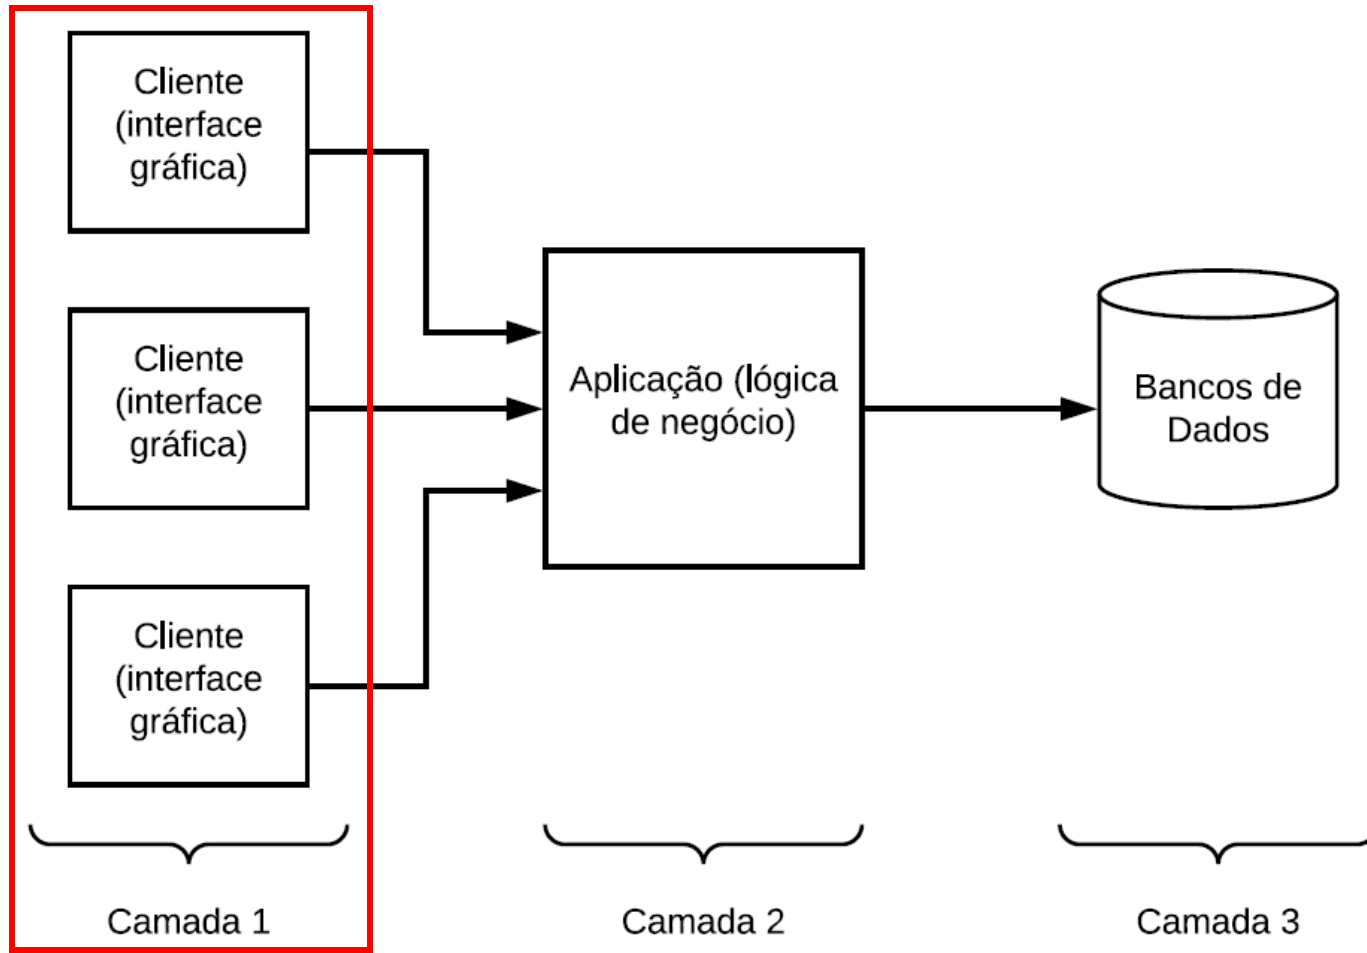 Cliente
(interface
gráfica)
Cliente
(interface
gráfica)
Cliente
(interface
gráfica)
Aplicação (lógica
de negócio)
Bancos de
Dados
Camada 1
Camada 2
Camada 3